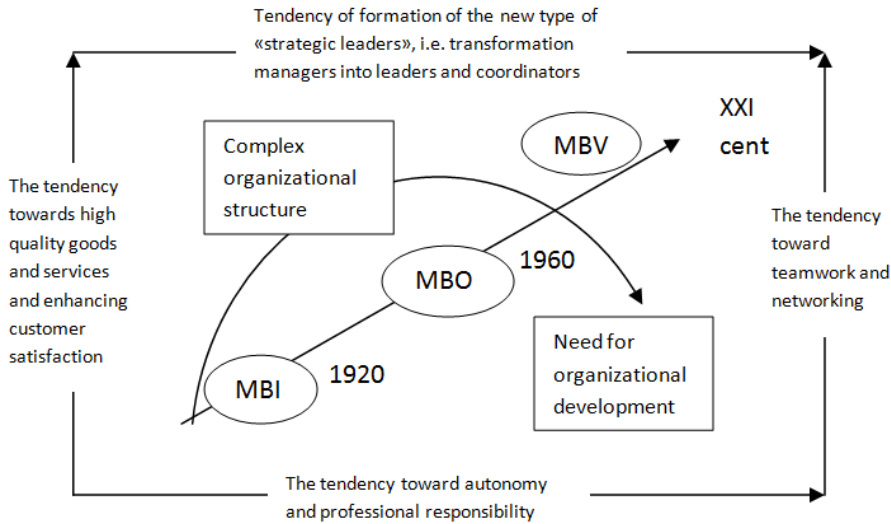 Tendency of formation of the new type of
«strategic leaders», i.e. transformation
managers into leaders and coordinators
XXI
cent
MBV
Complex
organizational
structure
The tendency
towards high
quality goods
and services
and enhancing
customer
satisfaction
The tendency
toward
teamwork and
networking
1960
MBO
Need for
organizational
development
1920
MBI
The tendency toward autonomy
and professional responsibility